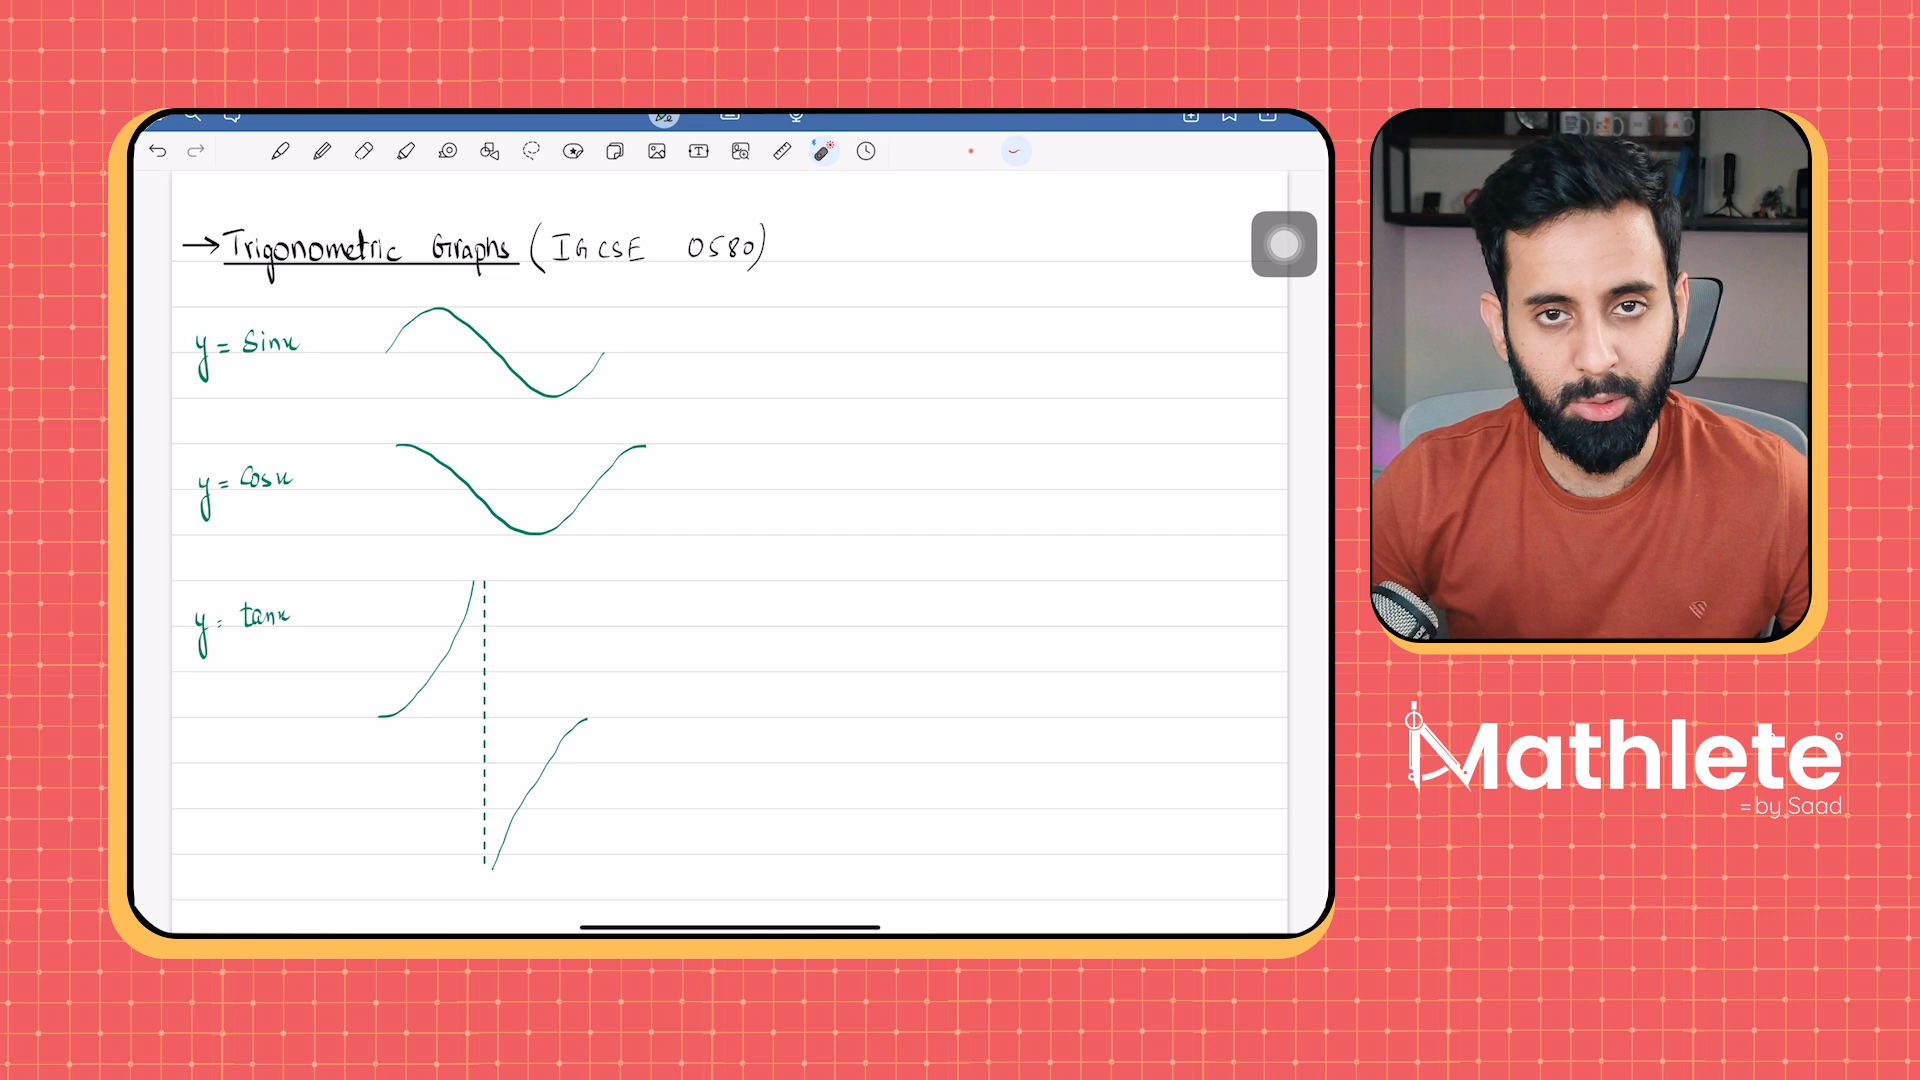 → Trigonometric Graphs (IGCSE 0580)
y = Sinx
y = Cosx
y = tanx
Mathlete
= by Saad